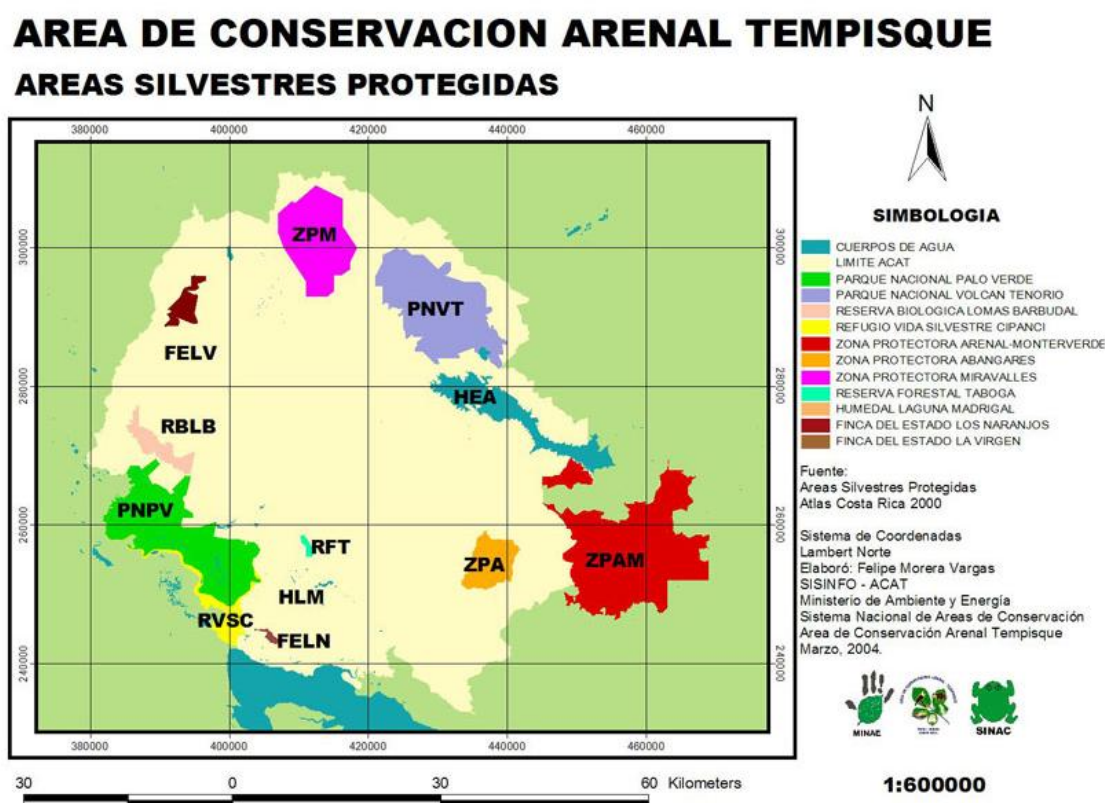 AREA DE CONSERVACION ARENAL TEMPISQUE
AREAS SILVESTRES PROTEGIDAS
380000 400000 420000 440000 460000
N
SIMBOLOGIA
CUERPOS DE AGUA
LIMITE ACAT
PARQUE NACIONAL PALO VERDE
PARQUE NACIONAL VOLCAN TENORIO
RESERVA BIOLOGICA LOMAS BARBUDAL
REFUGIO VIDA SILVESTRE CIPANCI
ZONA PROTECTORA ARENAL-MONTERVERDE
ZONA PROTECTORA ABANGARES
ZONA PROTECTORA MIRAVALLES
RESERVA FORESTAL TABOGA
HUMEDAL LAGUNA MADRIGAL
FINCA DEL ESTADO LOS NARANJOS
FINCA DEL ESTADO LA VIRGEN
300000 300000
280000 280000
260000 260000
240000 240000
ZPM
PNVT
FELV
HEA
RBLB
PNPV
RFT
ZPA
ZPAM
HLM
RVSC
FELN
380000 400000 420000 440000 460000
Fuente:
Areas Silvestres Protegidas
Atlas Costa Rica 2000
Sistema de Coordenadas
Lambert Norte
Elaboró: Felipe Morera Vargas
SISINFO - ACAT
Ministerio de Ambiente y Energía
Sistema Nacional de Areas de Conservación
Area de Conservación Arenal Tempisque
Marzo, 2004.
MINAE
SINAC
30 0 30 60 Kilometers
1:600000